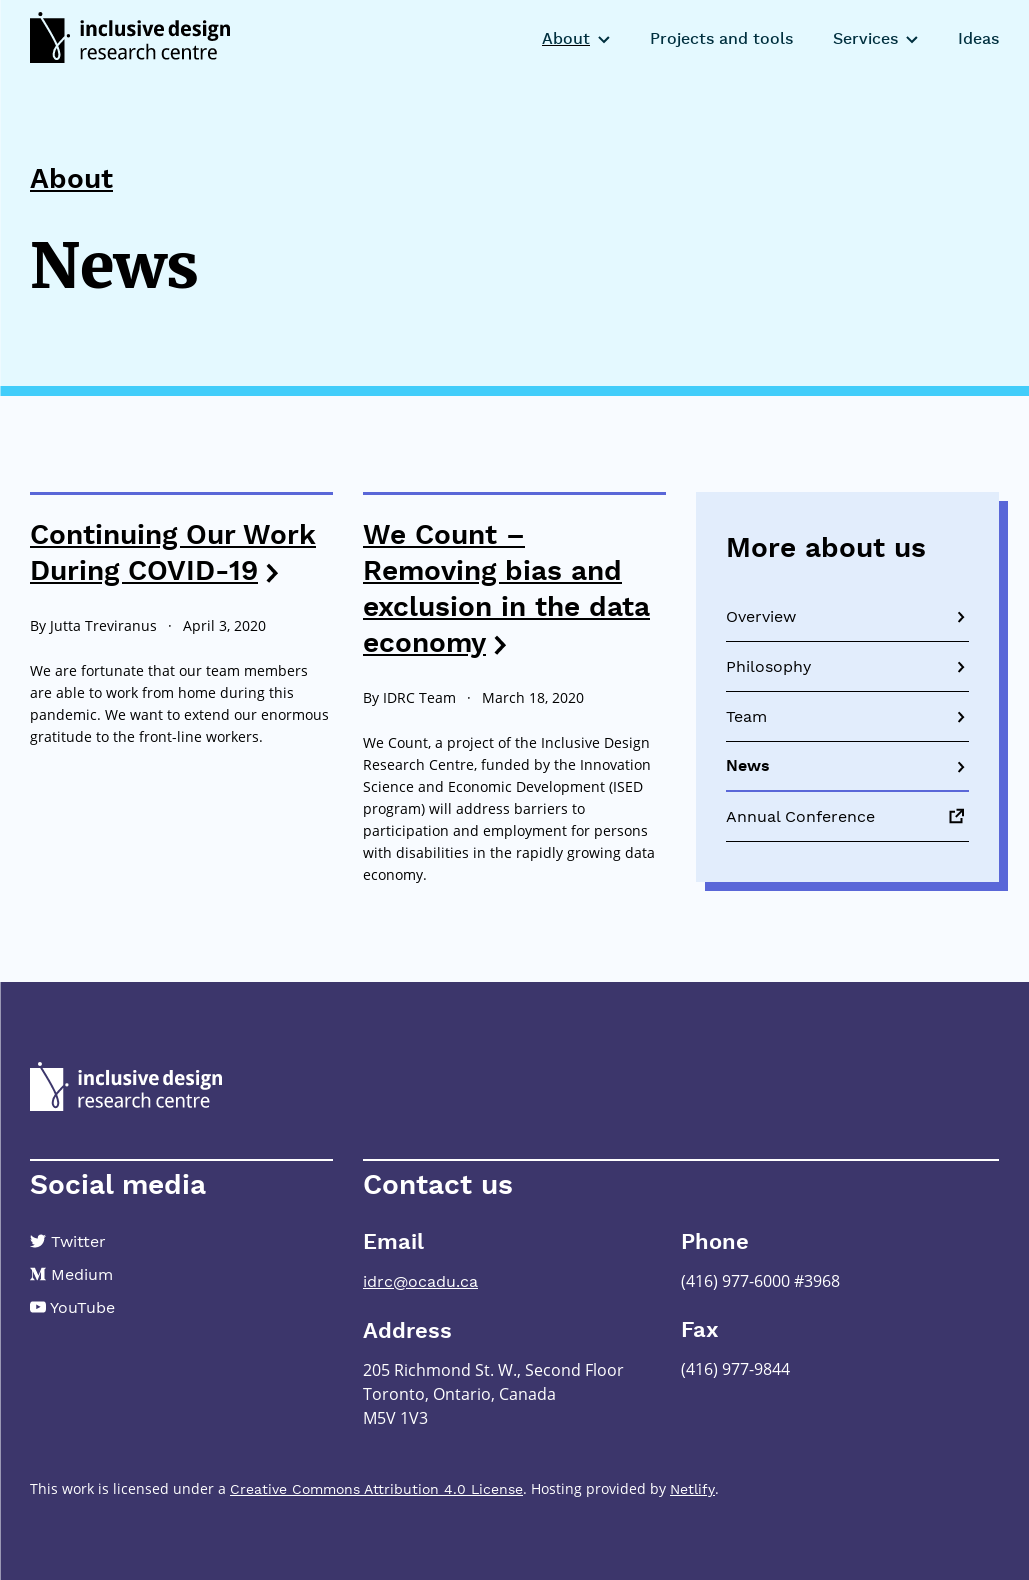 inclusive design
research centre
About
Projects and tools
Services
Ideas
About
News
Continuing Our Work
During COVID-19
By Jutta Treviranus · April 3, 2020
We are fortunate that our team members
are able to work from home during this
pandemic. We want to extend our enormous
gratitude to the front-line workers.
We Count –
Removing bias and
exclusion in the data
economy
By IDRC Team · March 18, 2020
We Count, a project of the Inclusive Design
Research Centre, funded by the Innovation
Science and Economic Development (ISED
program) will address barriers to
participation and employment for persons
with disabilities in the rapidly growing data
economy.
More about us
Overview
Philosophy
Team
News
Annual Conference
inclusive design
research centre
Social media
Twitter
Medium
YouTube
Contact us
Email
idrc@ocadu.ca
Address
205 Richmond St. W., Second Floor
Toronto, Ontario, Canada
M5V 1V3
Phone
(416) 977-6000 #3968
Fax
(416) 977-9844
This work is licensed under a Creative Commons Attribution 4.0 License. Hosting provided by Netlify.